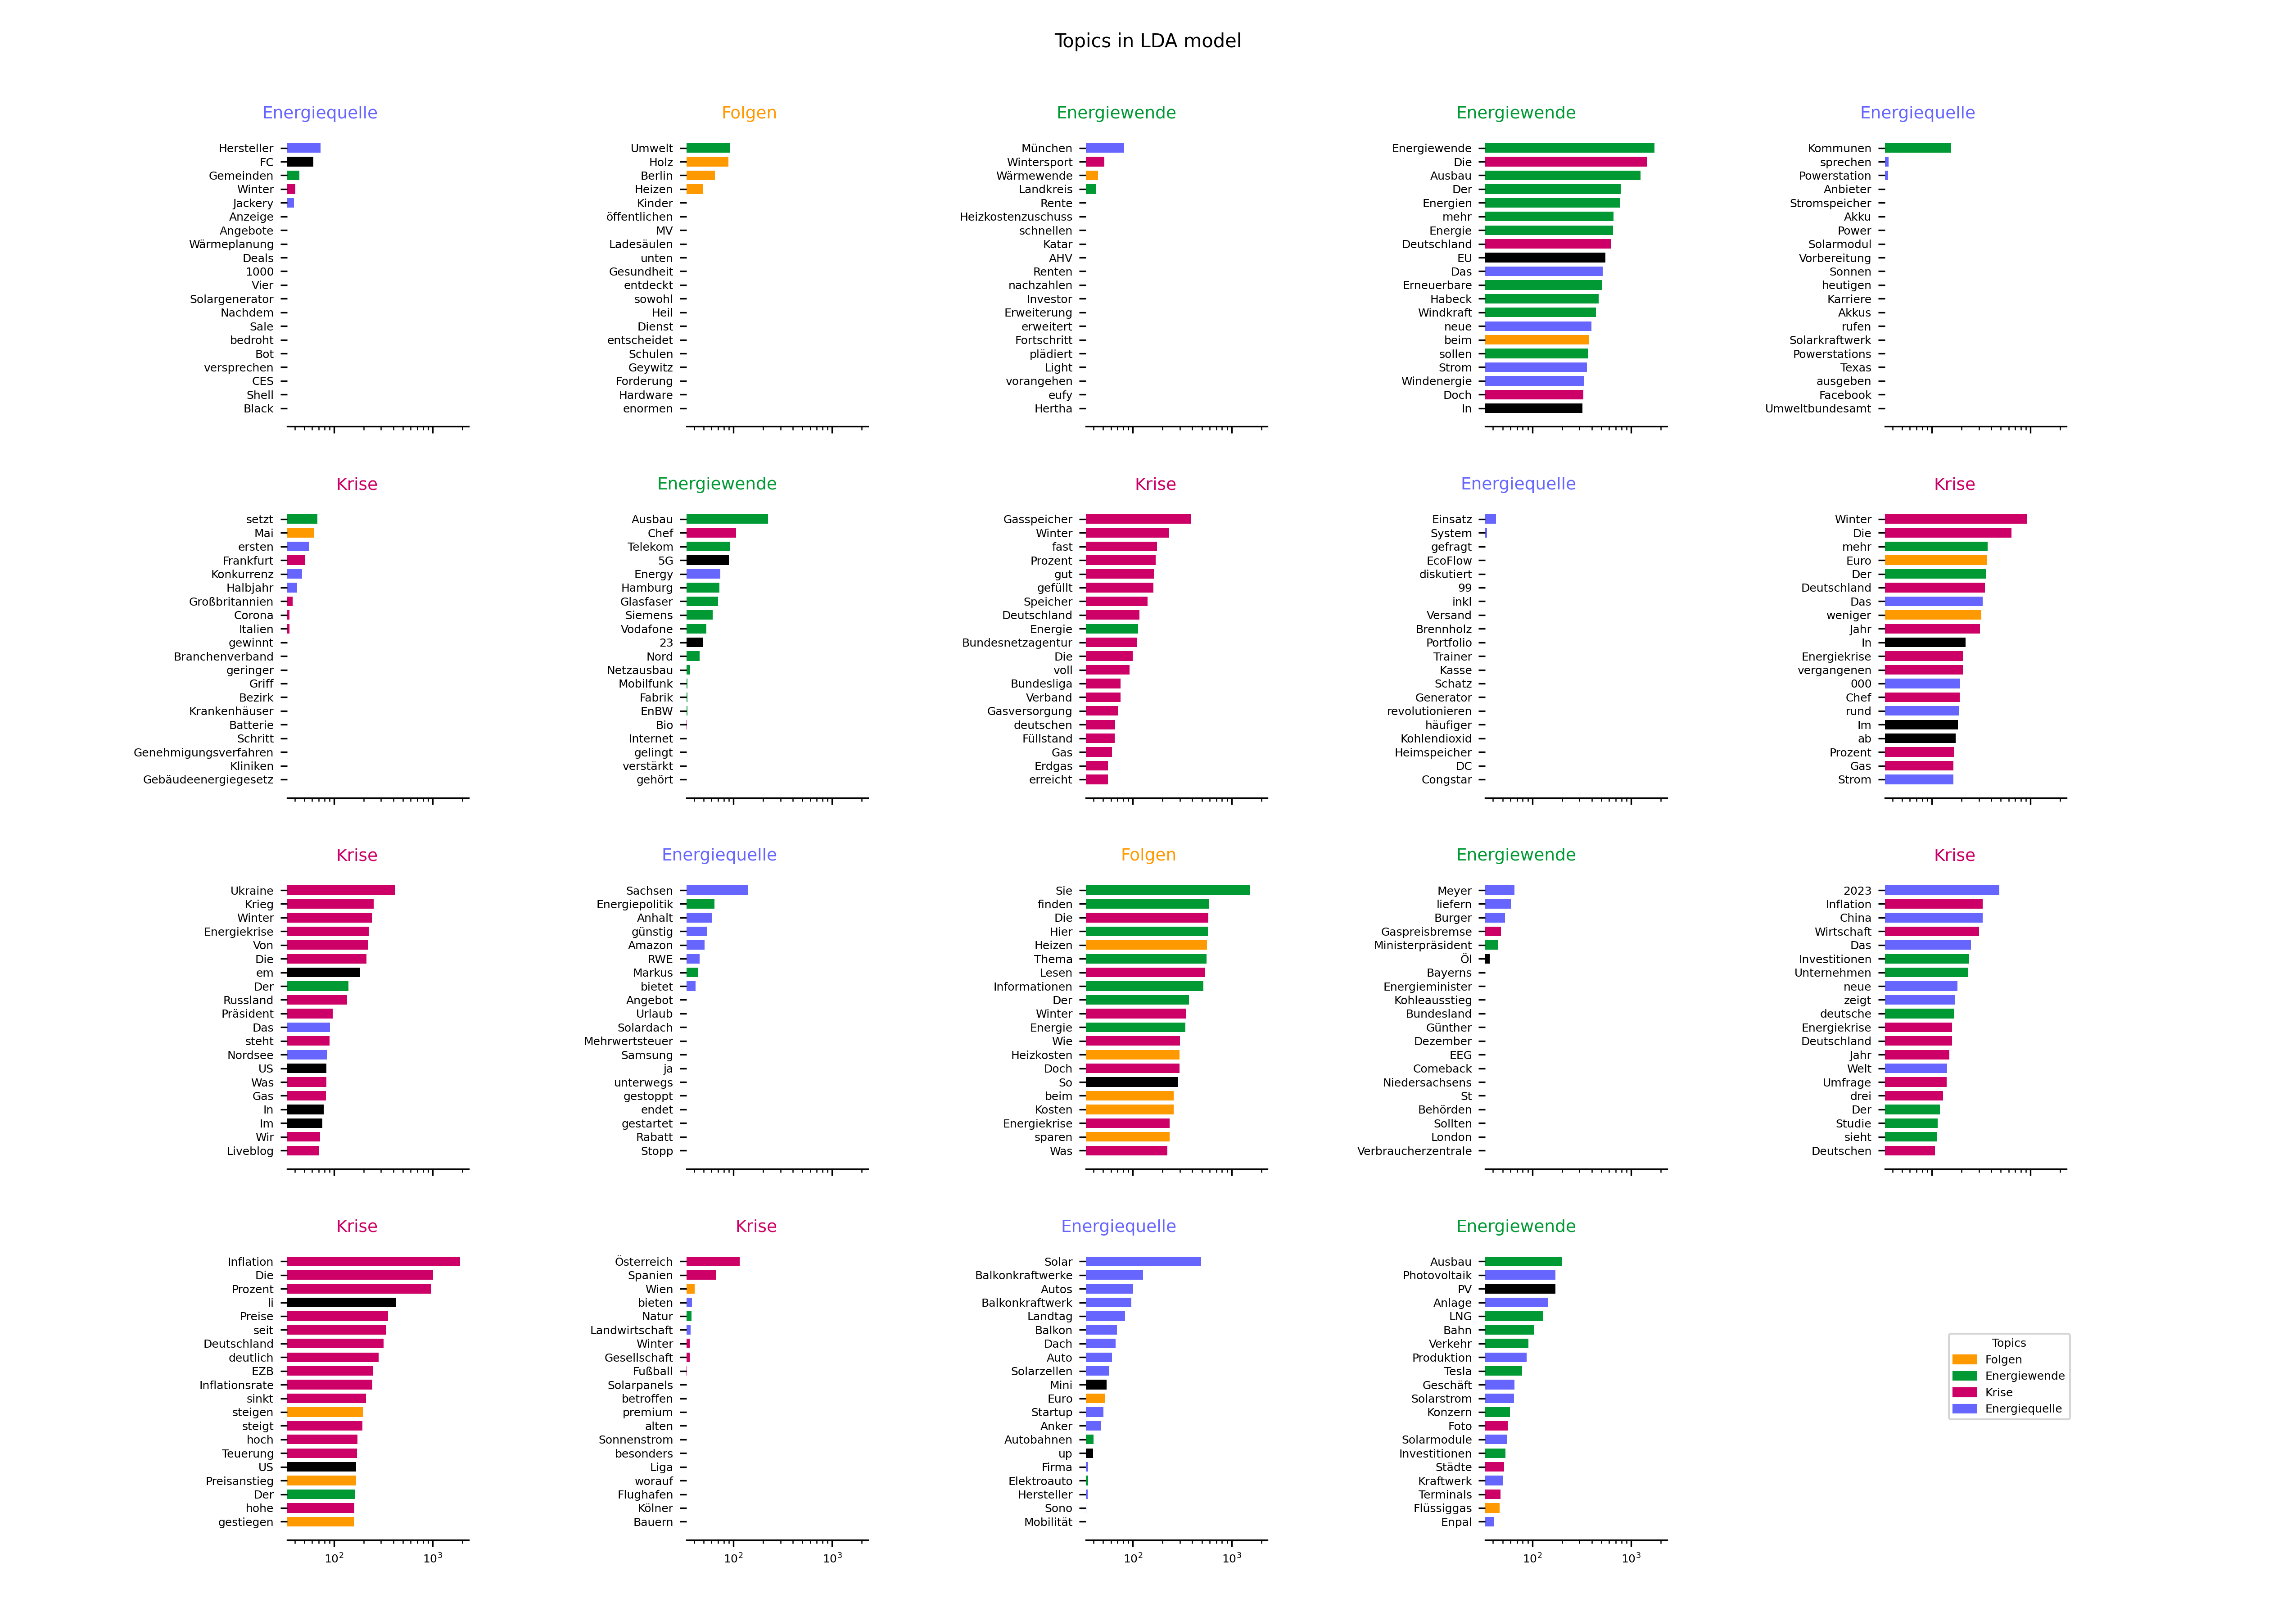 Topics in LDA model
Energiequelle
Hersteller
FC
Gemeinden
Winter
Jackery
Anzeige
Angebote
Wärmeplanung
Deals
1000
Vier
Solargenerator
Nachdem
Sale
bedroht
Bot
versprechen
CES
Shell
Black
Folgen
Umwelt
Holz
Berlin
Heizen
Kinder
öffentlichen
MV
Ladesäulen
unten
Gesundheit
entdeckt
sowohl
Heil
Dienst
entscheidet
Schulen
Geywitz
Forderung
Hardware
enormen
Energiewende
München
Wintersport
Wärmewende
Landkreis
Rente
Heizkostenzuschuss
schnellen
Katar
AHV
Renten
nachzahlen
Investor
Erweiterung
erweitert
Fortschritt
plädiert
Light
vorangehen
eufy
Hertha
Energiewende
Energiewende
Die
Ausbau
Der
Energien
mehr
Energie
Deutschland
EU
Das
Erneuerbare
Habeck
Windkraft
neue
beim
sollen
Strom
Windenergie
Doch
In
Energiequelle
Kommunen
sprechen
Powerstation
Anbieter
Stromspeicher
Akku
Power
Solarmodul
Vorbereitung
Sonnen
heutigen
Karriere
Akkus
rufen
Solarkraftwerk
Powerstations
Texas
ausgeben
Facebook
Umweltbundesamt
Krise
setzt
Mai
ersten
Frankfurt
Konkurrenz
Halbjahr
Großbritannien
Corona
Italien
gewinnt
Branchenverband
geringer
Griff
Bezirk
Krankenhäuser
Batterie
Schritt
Genehmigungsverfahren
Kliniken
Gebäudeenergiegesetz
Energiewende
Ausbau
Chef
Telekom
5G
Energy
Hamburg
Glasfaser
Siemens
Vodafone
23
Nord
Netzausbau
Mobilfunk
Fabrik
EnBW
Bio
Internet
gelingt
verstärkt
gehört
Krise
Gasspeicher
Winter
fast
Prozent
gut
gefüllt
Speicher
Deutschland
Energie
Bundesnetzagentur
Die
voll
Bundesliga
Verband
Gasversorgung
deutschen
Füllstand
Gas
Erdgas
erreicht
Energiequelle
Einsatz
System
gefragt
EcoFlow
diskutiert
99
inkl
Versand
Brennholz
Portfolio
Trainer
Kasse
Schatz
Generator
revolutionieren
häufiger
Kohlendioxid
Heimspeicher
DC
Congstar
Krise
Winter
Die
mehr
Euro
Der
Deutschland
Das
weniger
Jahr
In
Energiekrise
vergangenen
000
Chef
rund
Im
ab
Prozent
Gas
Strom
Krise
Ukraine
Krieg
Winter
Energiekrise
Von
Die
em
Der
Russland
Präsident
Das
steht
Nordsee
US
Was
Gas
In
Im
Wir
Liveblog
Energiequelle
Sachsen
Energiepolitik
Anhalt
günstig
Amazon
RWE
Markus
bietet
Angebot
Urlaub
Solardach
Mehrwertsteuer
Samsung
ja
unterwegs
gestoppt
endet
gestartet
Rabatt
Stopp
Folgen
Sie
finden
Die
Hier
Heizen
Thema
Lesen
Informationen
Der
Winter
Energie
Wie
Heizkosten
Doch
So
beim
Kosten
Energiekrise
sparen
Was
Energiewende
Meyer
liefern
Burger
Gaspreisbremse
Ministerpräsident
Öl
Bayerns
Energieminister
Kohleausstieg
Bundesland
Günther
Dezember
EEG
Comeback
Niedersachsens
St
Behörden
Sollten
London
Verbraucherzentrale
Krise
2023
Inflation
China
Wirtschaft
Das
Investitionen
Unternehmen
neue
zeigt
deutsche
Energiekrise
Deutschland
Jahr
Welt
Umfrage
drei
Der
Studie
sieht
Deutschen
Krise
Inflation
Die
Prozent
li
Preise
seit
Deutschland
deutlich
EZB
Inflationsrate
sinkt
steigen
steigt
hoch
Teuerung
US
Preisanstieg
Der
hohe
gestiegen
10² 10³
Krise
Österreich
Spanien
Wien
bieten
Natur
Landwirtschaft
Winter
Gesellschaft
Fußball
Solarpanels
betroffen
premium
alten
Sonnenstrom
besonders
Liga
worauf
Flughafen
Kölner
Bauern
10² 10³
Energiequelle
Solar
Balkonkraftwerke
Autos
Balkonkraftwerk
Landtag
Balkon
Dach
Auto
Solarzellen
Mini
Euro
Startup
Anker
Autobahnen
up
Firma
Elektroauto
Hersteller
Sono
Mobilität
10² 10³
Energiewende
Ausbau
Photovoltaik
PV
Anlage
LNG
Bahn
Verkehr
Produktion
Tesla
Geschäft
Solarstrom
Konzern
Foto
Solarmodule
Investitionen
Städte
Kraftwerk
Terminals
Flüssiggas
Enpal
10² 10³
Topics
Folgen
Energiewende
Krise
Energiequelle